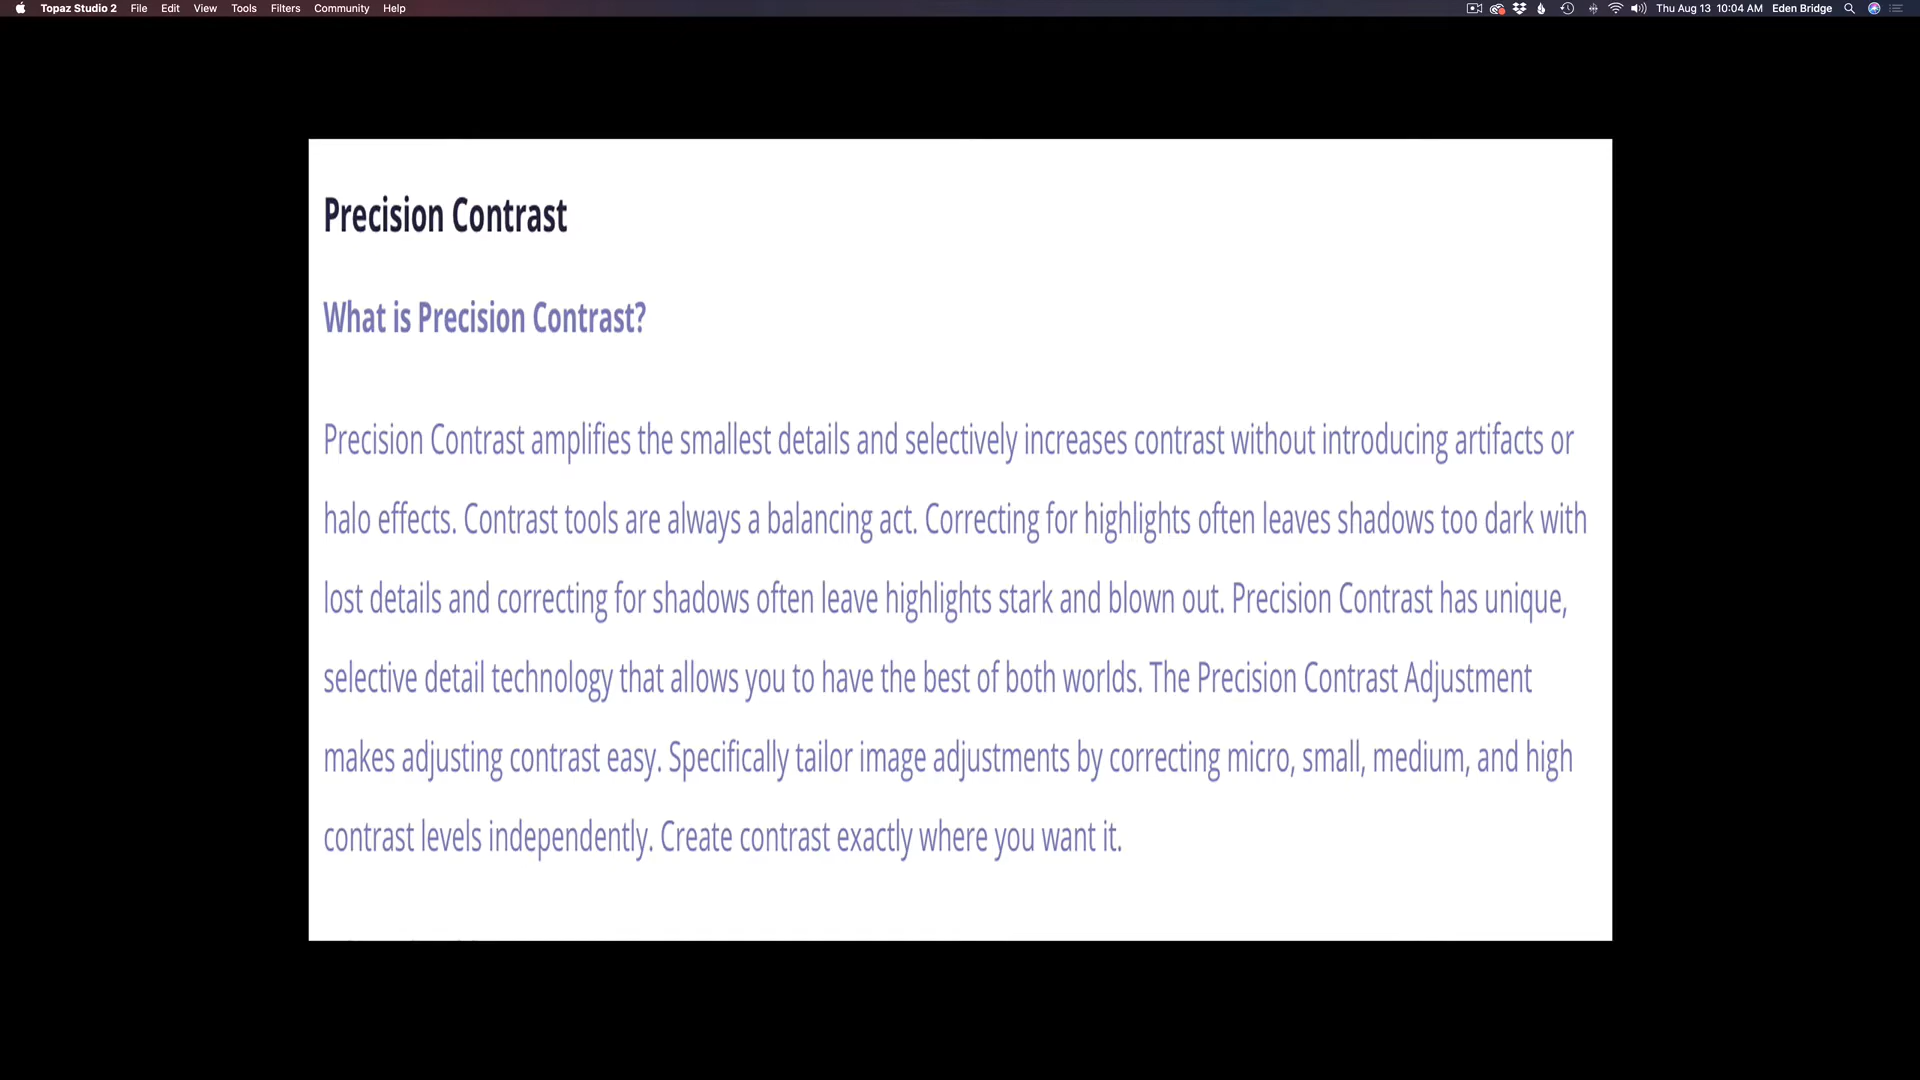 Topaz Studio 2 File Edit View Tools Filters Community Help Thu Aug 13 10:04 AM Eden Bridge
Precision Contrast
What is Precision Contrast?
Precision Contrast amplifies the smallest details and selectively increases contrast without introducing artifacts or
halo effects. Contrast tools are always a balancing act. Correcting for highlights often leaves shadows too dark with
lost details and correcting for shadows often leave highlights stark and blown out. Precision Contrast has unique,
selective detail technology that allows you to have the best of both worlds. The Precision Contrast Adjustment
makes adjusting contrast easy. Specifically tailor image adjustments by correcting micro, small, medium, and high
contrast levels independently. Create contrast exactly where you want it.